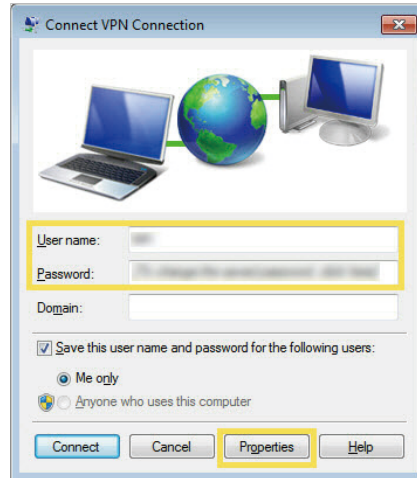 Connect VPN Connection
User name:
Password:
Domain:
Save this user name and password for the following users:
Me only
Anyone who uses this computer
Connect Cancel Properties Help